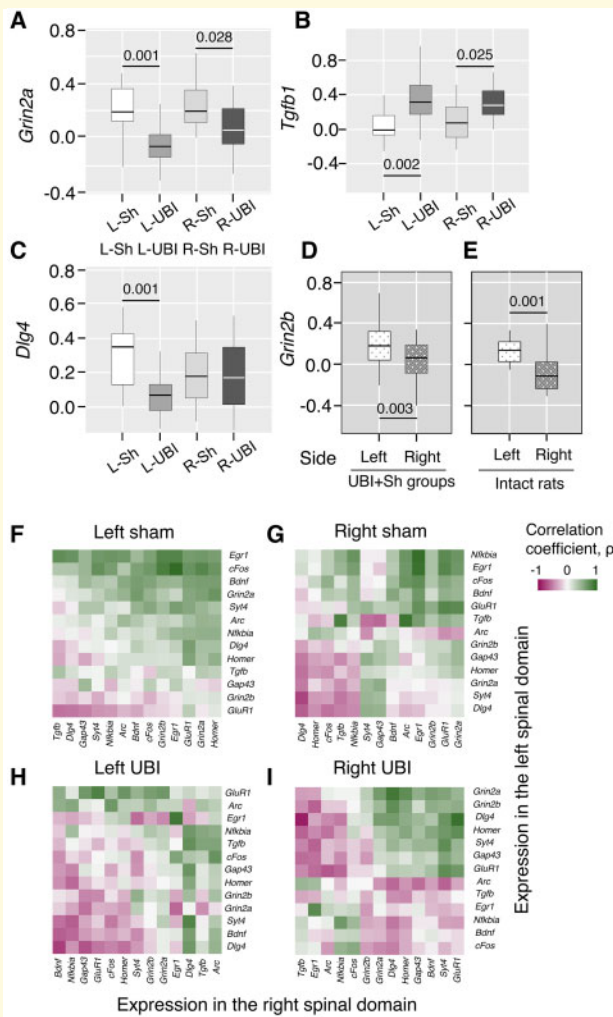 A
B
0.001
0.028
0.8
0.4
0.0
-0.4
Grin2a
L-Sh
L-UBI
R-Sh
R-UBI
0.025
0.002
0.8
0.4
0.0
-0.4
Tgfb1
L-Sh
L-UBI
R-Sh
R-UBI
C
L-Sh L-UBI R-Sh R-UBI
0.001
0.8
0.6
0.4
0.2
0.0
Dlg4
L-Sh
L-UBI
R-Sh
R-UBI
D
E
0.8
0.4
0.0
-0.4
Grin2b
0.003
0.001
Side
Left Right
UBI+Sh groups
Left Right
Intact rats
F
Left sham
Egr1
cFos
Bdnf
Grin2a
Syt4
Arc
Nfkbia
Dlg4
Homer
Tgfb
Gap43
Grin2b
GluR1
Tgfb
Dlg4
Gap43
Syt4
Nfkbia
Arc
Bdnf
cFos
Grin2b
Egr1
GluR1
Grin2a
Homer
G
Right sham
Nfkbia
Egr1
cFos
Bdnf
GluR1
Tgfb
Arc
Grin2b
Gap43
Homer
Grin2a
Syt4
Dlg4
Dlg4
Homer
cFos
Tgfb
Nfkbia
Syt4
Gap43
Bdnf
Arc
Egr1
Grin2b
GluR1
Grin2a
Correlation
coefficient, ρ
-1 0 1
H
Left UBI
GluR1
Arc
Egr1
Nfkbia
Tgfb
cFos
Gap43
Homer
Grin2b
Grin2a
Syt4
Bdnf
Dlg4
Bdnf
Nfkbia
Gap43
GluR1
cFos
Homer
Syt4
Grin2b
Grin2a
Egr1
Dlg4
Tgfb
Arc
I
Right UBI
Grin2a
Grin2b
Dlg4
Homer
Syt4
Gap43
GluR1
Arc
Tgfb
Egr1
Nfkbia
Bdnf
cFos
Tgfb
Egr1
Arc
Nfkbia
cFos
Grin2b
Grin2a
Dlg4
Homer
Gap43
Bdnf
Syt4
GluR1
Expression in the left spinal domain
Expression in the right spinal domain